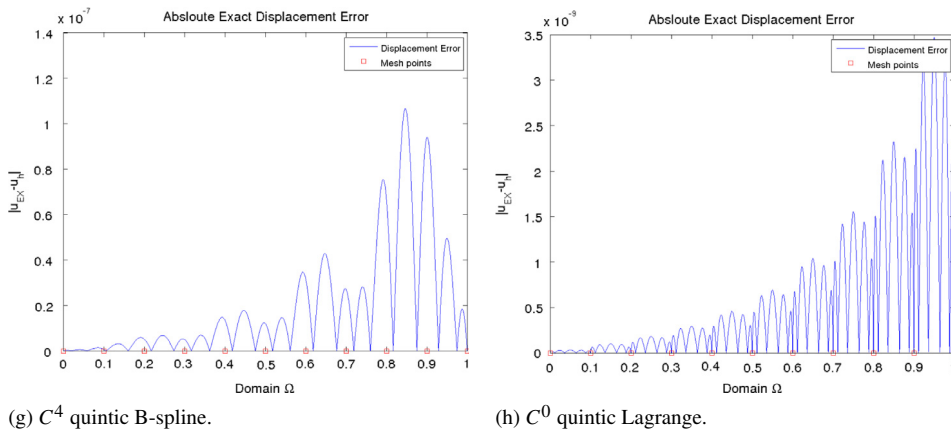 x 10⁻⁷
Absloute Exact Displacement Error
1.4
1.2
1
0.8
0.6
0.4
0.2
0
|u_EX-u_h|
Displacement Error
Mesh points
0 0.1 0.2 0.3 0.4 0.5 0.6 0.7 0.8 0.9 1
Domain Ω
(g) C⁴ quintic B-spline.
x 10⁻⁹
Absloute Exact Displacement Error
3.5
3
2.5
2
1.5
1
0.5
0
|u_EX-u_h|
Displacement Error
Mesh points
0 0.1 0.2 0.3 0.4 0.5 0.6 0.7 0.8 0.9
Domain Ω
(h) C⁰ quintic Lagrange.